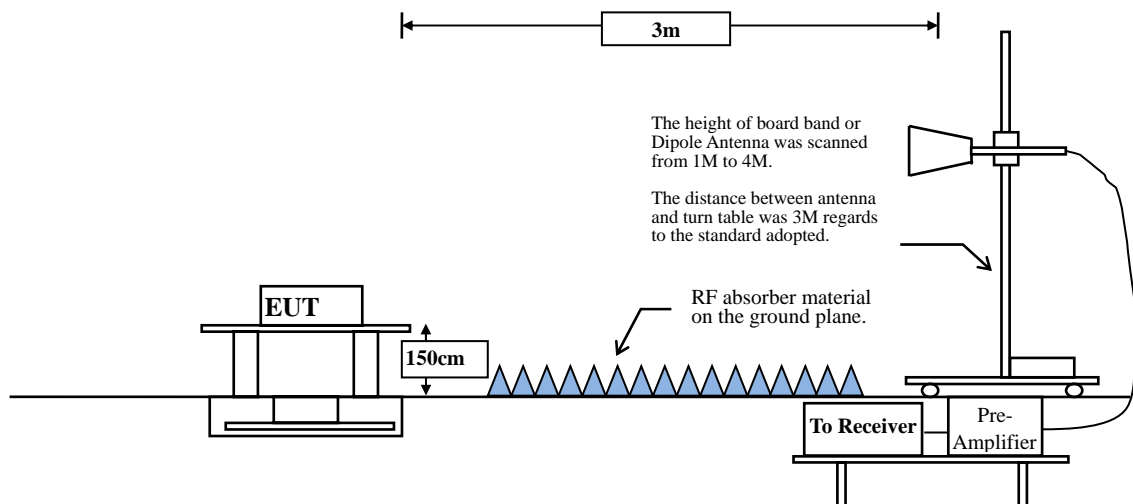 3m
The height of board band or
Dipole Antenna was scanned
from 1M to 4M.
The distance between antenna
and turn table was 3M regards
to the standard adopted.
RF absorber material
on the ground plane.
EUT
150cm
To Receiver
Pre-
Amplifier